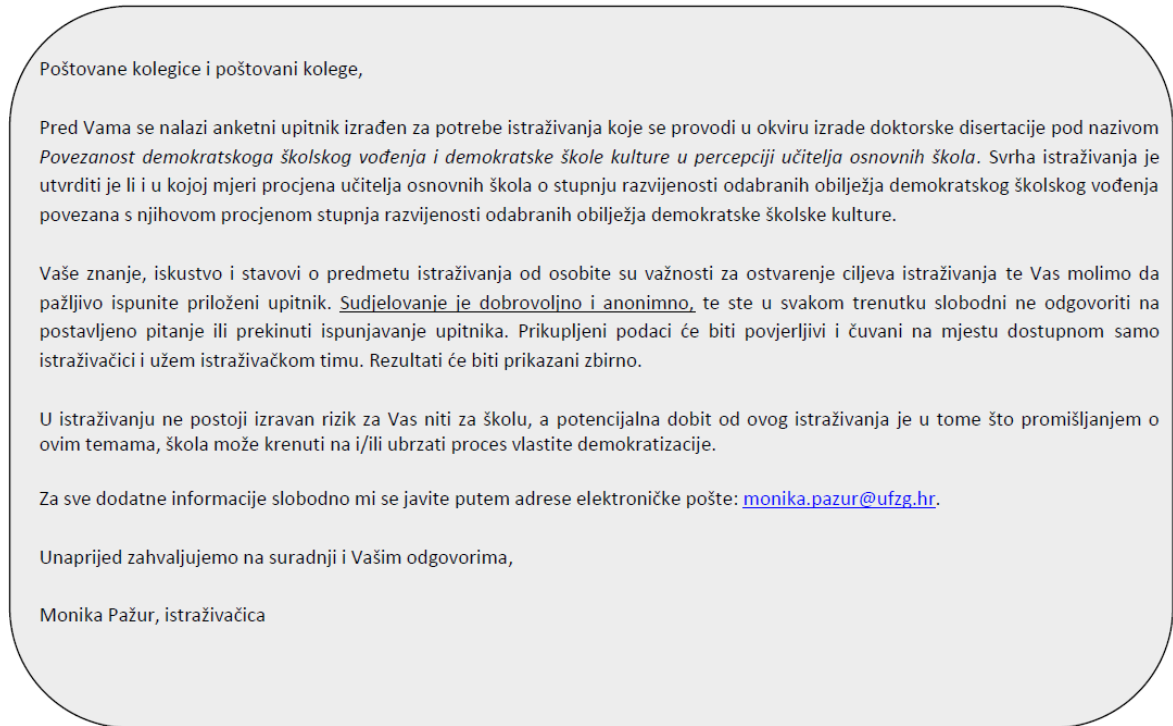 Poštovane kolegice i poštovani kolege,
Pred Vama se nalazi anketni upitnik izrađen za potrebe istraživanja koje se provodi u okviru izrade doktorske disertacije pod nazivom
Povezanost demokratskoga školskog vođenja i demokratske škole kulture u percepciji učitelja osnovnih škola. Svrha istraživanja je
utvrditi je li i u kojoj mjeri procjena učitelja osnovnih škola o stupnju razvijenosti odabranih obilježja demokratskog školskog vođenja
povezana s njihovom procjenom stupnja razvijenosti odabranih obilježja demokratske školske kulture.
Vaše znanje, iskustvo i stavovi o predmetu istraživanja od osobite su važnosti za ostvarenje ciljeva istraživanja te Vas molimo da
pažljivo ispunite priloženi upitnik. Sudjelovanje je dobrovoljno i anonimno, te ste u svakom trenutku slobodni ne odgovoriti na
postavljeno pitanje ili prekinuti ispunjavanje upitnika. Prikupljeni podaci će biti povjerljivi i čuvani na mjestu dostupnom samo
istraživačici i užem istraživačkom timu. Rezultati će biti prikazani zbirno.
U istraživanju ne postoji izravan rizik za Vas niti za školu, a potencijalna dobit od ovog istraživanja je u tome što promišljanjem o
ovim temama, škola može krenuti na i/ili ubrzati proces vlastite demokratizacije.
Za sve dodatne informacije slobodno mi se javite putem adrese elektroničke pošte: monika.pazur@ufzg.hr.
Unaprijed zahvaljujemo na suradnji i Vašim odgovorima,
Monika Pažur, istraživačica